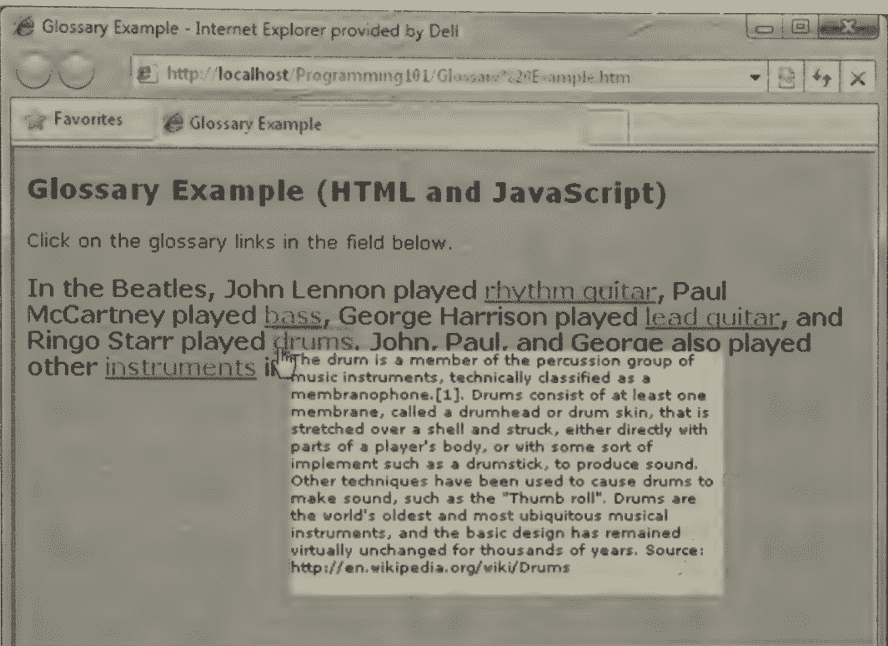 Glossary Example - Internet Explorer provided by Dell
http://localhost/Programming101/Glossary%20Example.htm
Favorites
Glossary Example
Glossary Example (HTML and JavaScript)
Click on the glossary links in the field below.
In the Beatles, John Lennon played rhythm guitar, Paul
McCartney played bass, George Harrison played lead guitar, and
Ringo Starr played drums. John, Paul, and George also played
other instruments
The drum is a member of the percussion group of
music instruments, technically classified as a
membranophone.[1]. Drums consist of at least one
membrane, called a drumhead or drum skin, that is
stretched over a shell and struck, either directly with
parts of a player's body, or with some sort of
implement such as a drumstick, to produce sound.
Other techniques have been used to cause drums to
make sound, such as the "Thumb roll". Drums are
the world's oldest and most ubiquitous musical
instruments, and the basic design has remained
virtually unchanged for thousands of years. Source:
http://en.wikipedia.org/wiki/Drums